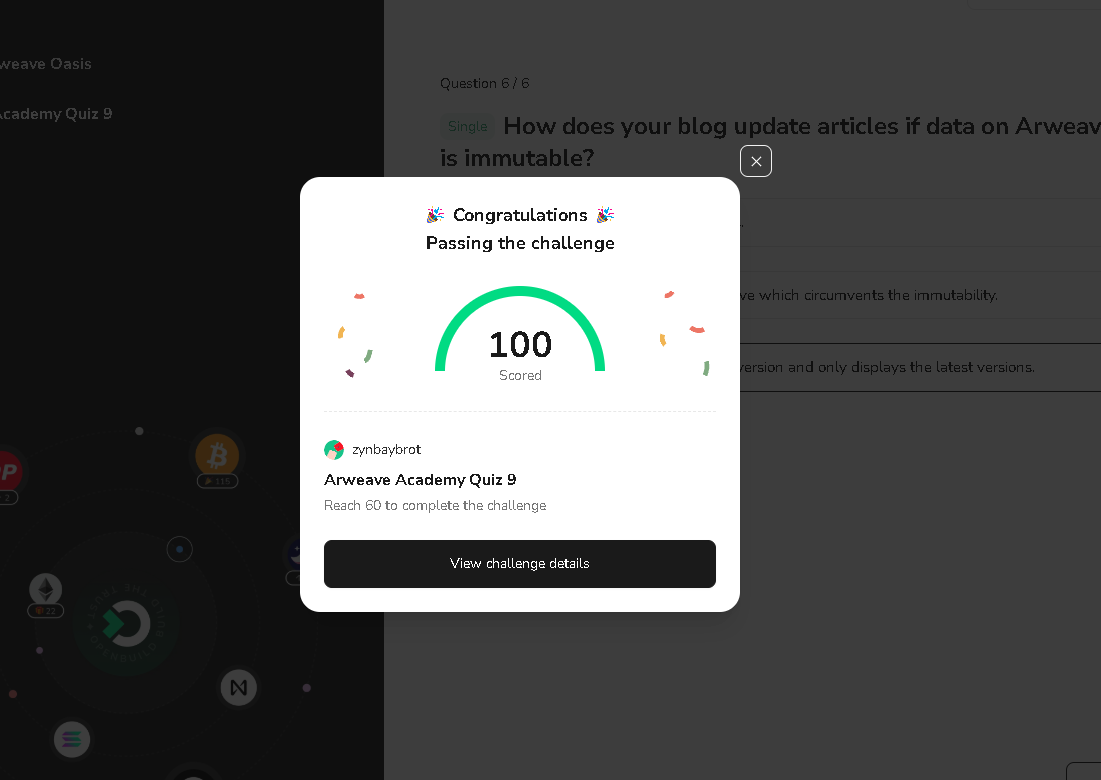 weave Oasis
Academy Quiz 9
Question 6 / 6
Single How does your blog update articles if data on Arweav
is immutable?
🎉 Congratulations 🎉
Passing the challenge
ve which circumvents the immutability.
100
Scored
version and only displays the latest versions.
zynbaybrot
Arweave Academy Quiz 9
Reach 60 to complete the challenge
View challenge details
115
2
22
OPENBUILD